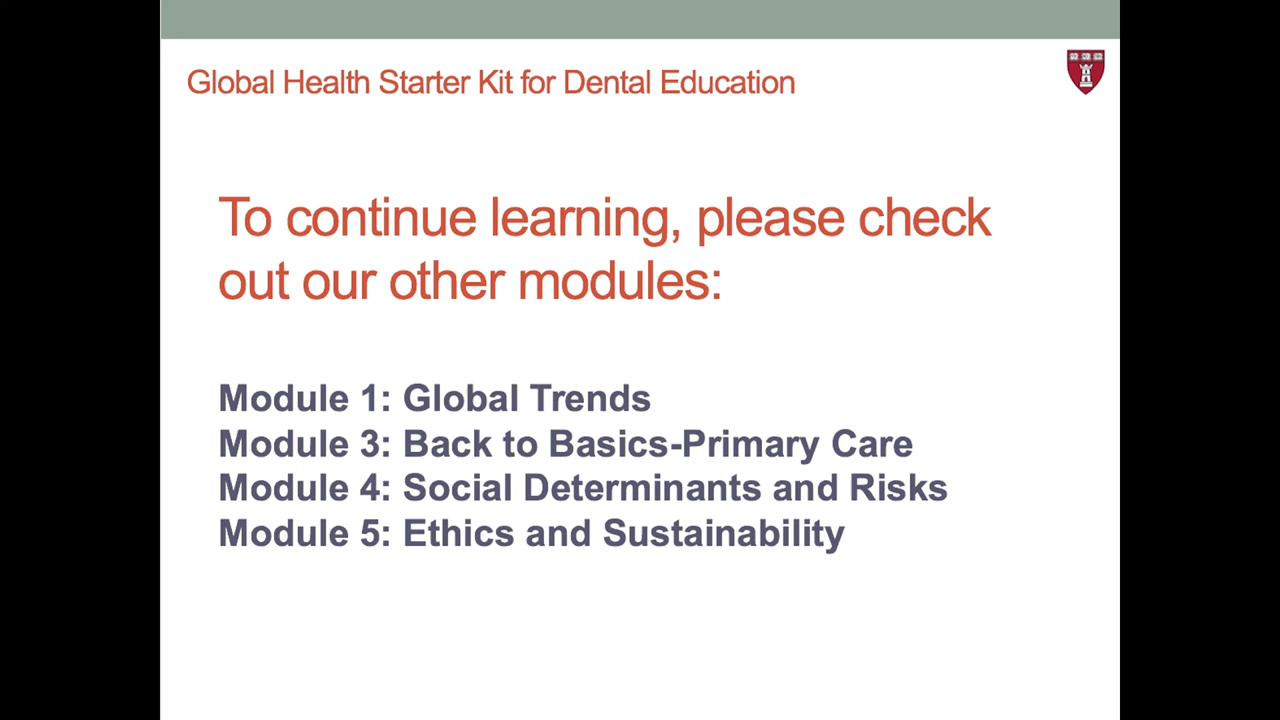 Global Health Starter Kit for Dental Education
To continue learning, please check
out our other modules:
Module 1: Global Trends
Module 3: Back to Basics-Primary Care
Module 4: Social Determinants and Risks
Module 5: Ethics and Sustainability